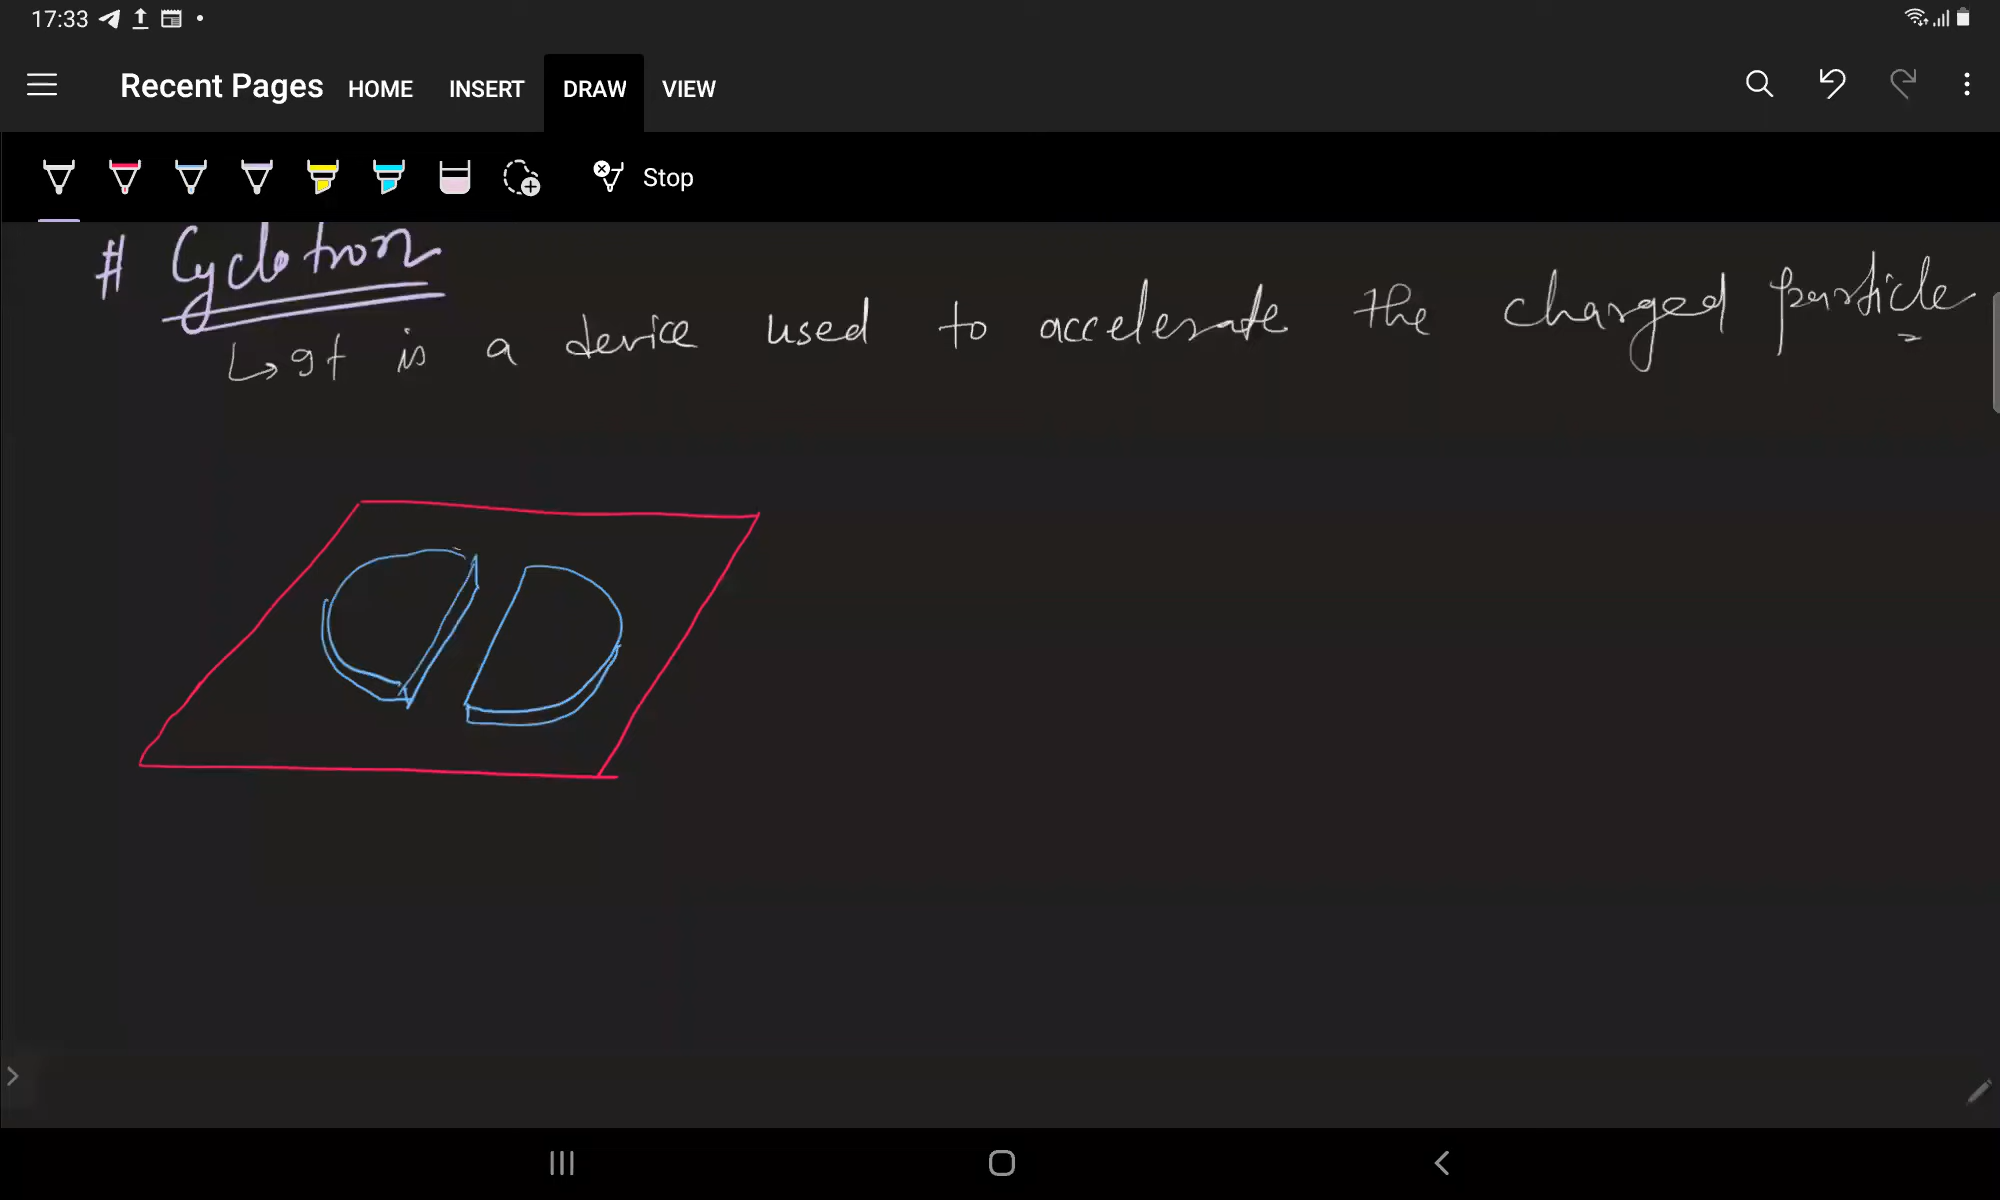 17:33
Recent Pages HOME INSERT DRAW VIEW
Stop
# Cyclotron
It is a device used to accelerate the charged particle